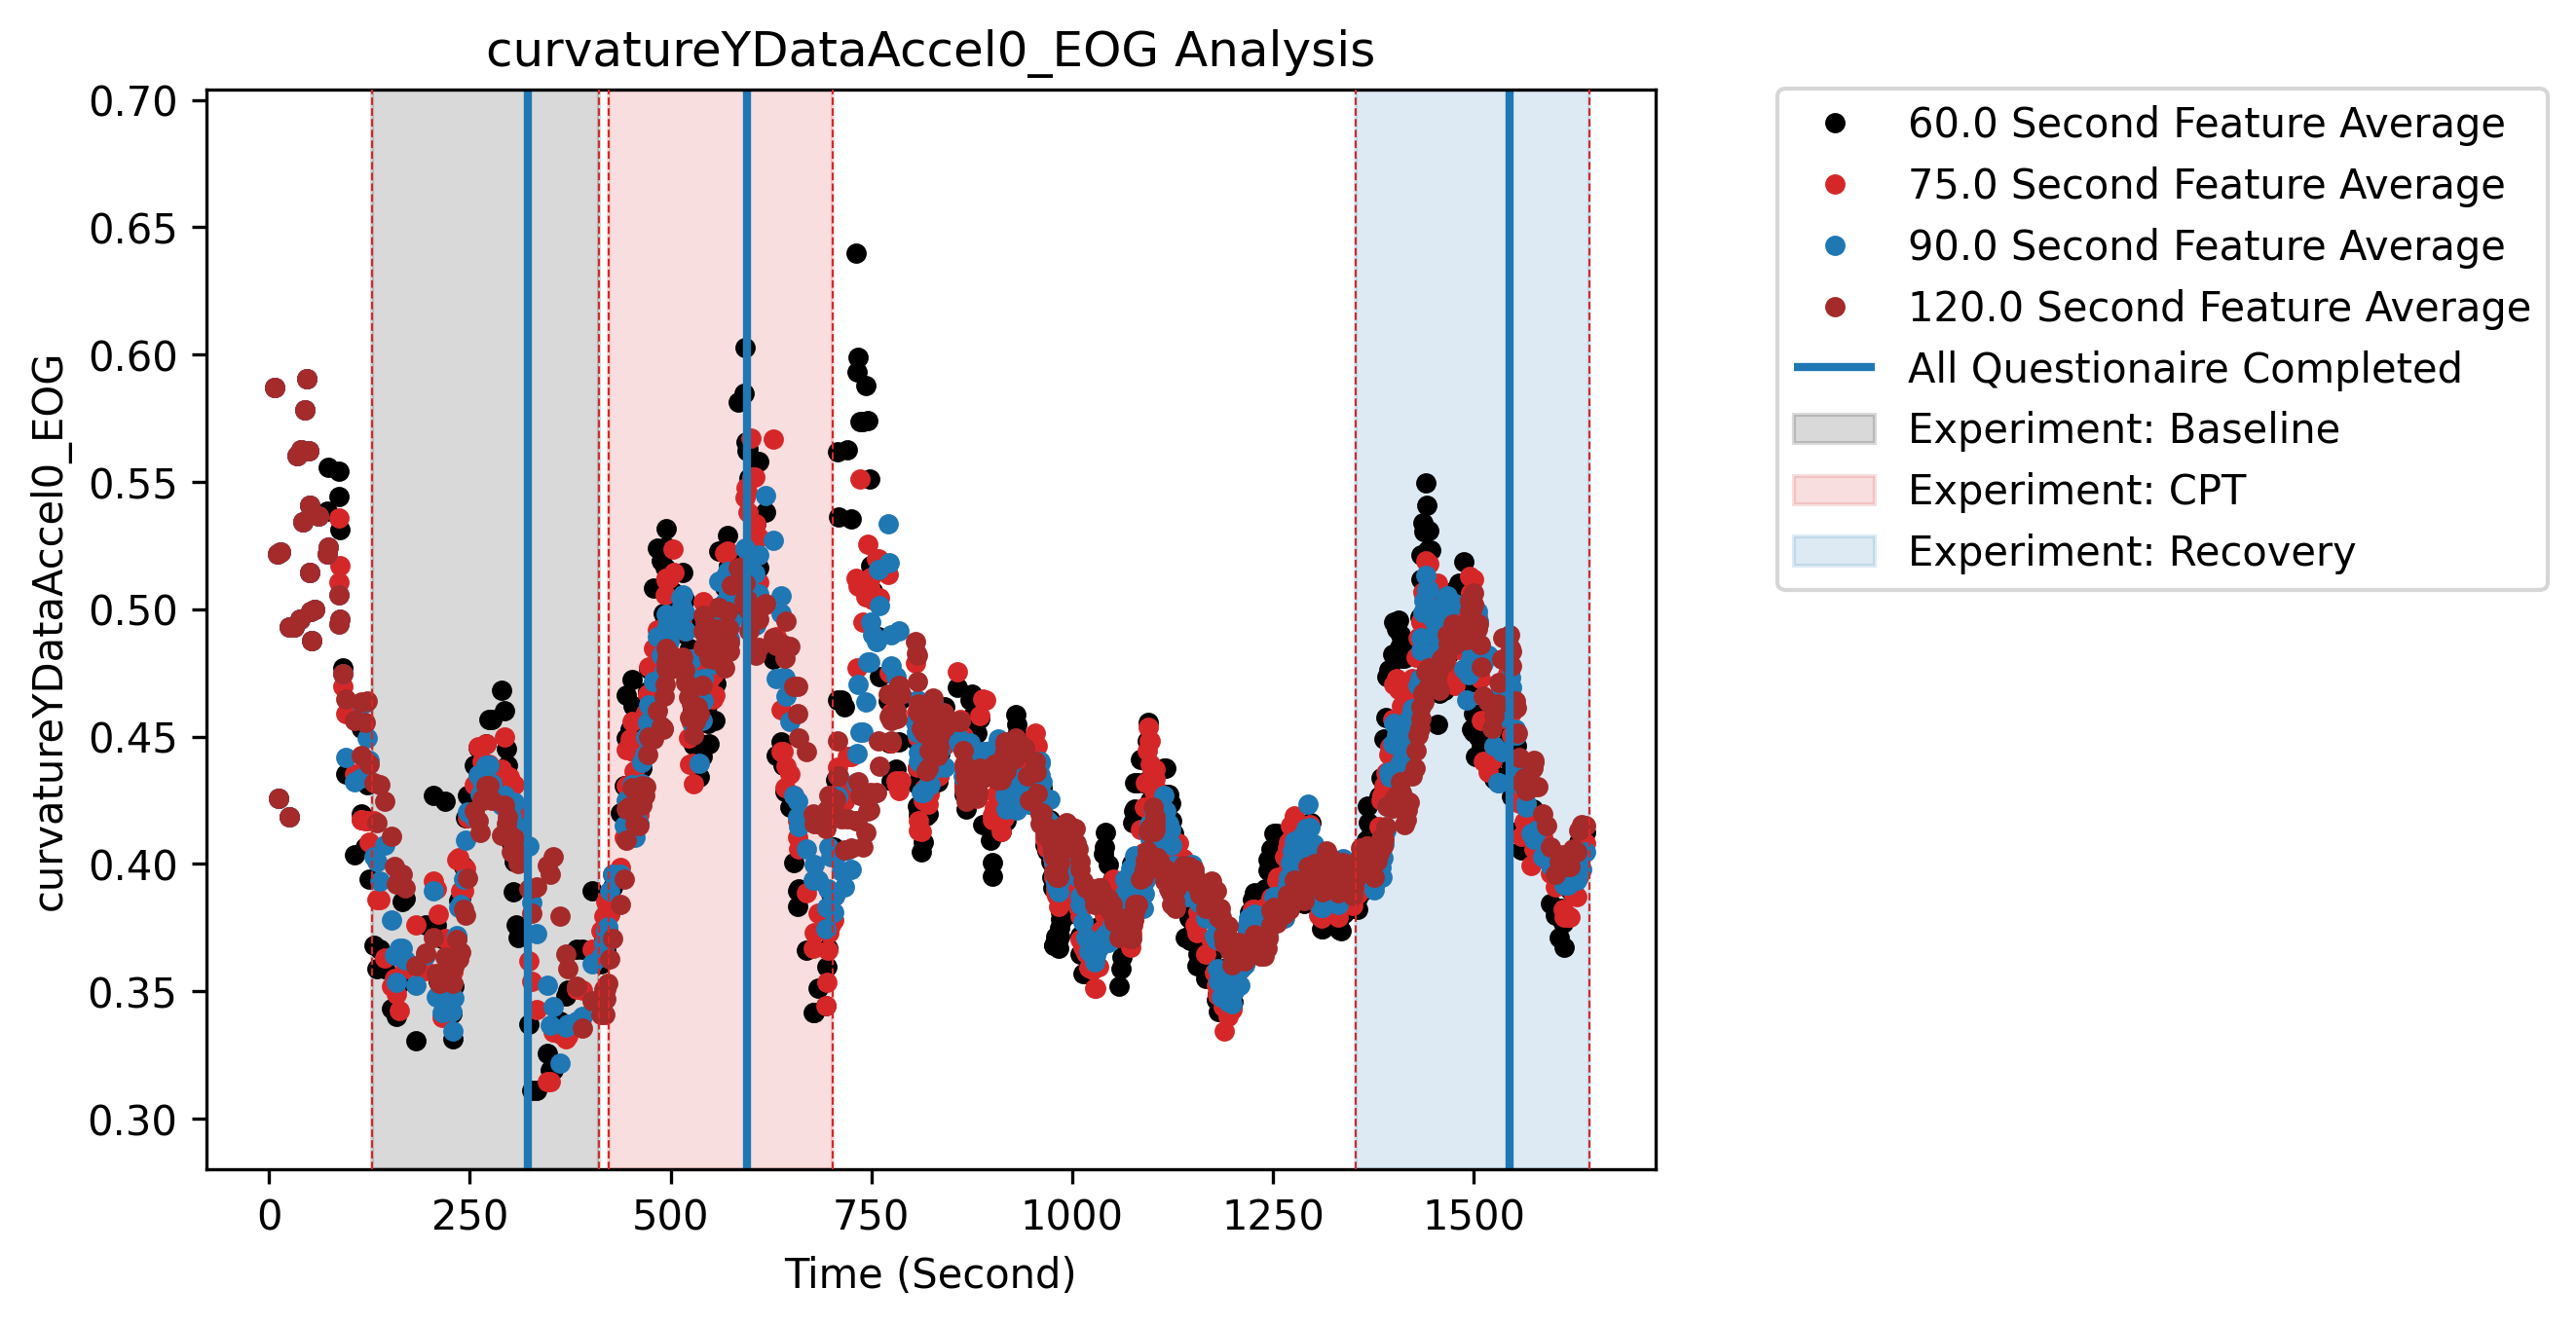 curvatureYDataAccel0_EOG Analysis
curvatureYDataAccel0_EOG
0.70
0.65
0.60
0.55
0.50
0.45
0.40
0.35
0.30
0
250
500
750
1000
1250
1500
Time (Second)
60.0 Second Feature Average
75.0 Second Feature Average
90.0 Second Feature Average
120.0 Second Feature Average
All Questionaire Completed
Experiment: Baseline
Experiment: CPT
Experiment: Recovery